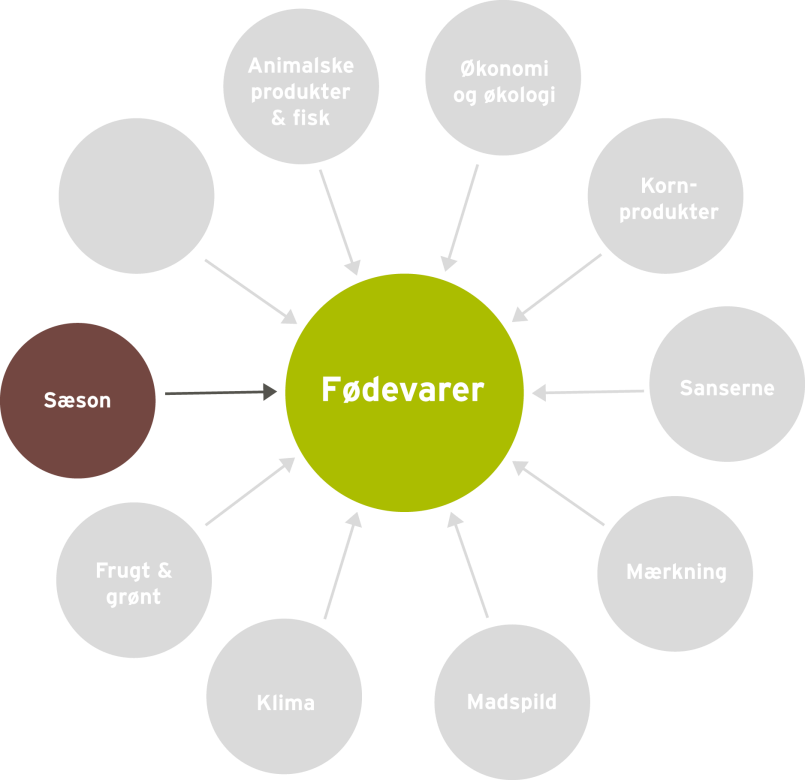 Animalske
produkter
& fisk
Økonomi
og økologi
Korn-
produkter
Sæson
Fødevarer
Sanserne
Frugt &
grønt
Mærkning
Klima
Madspild